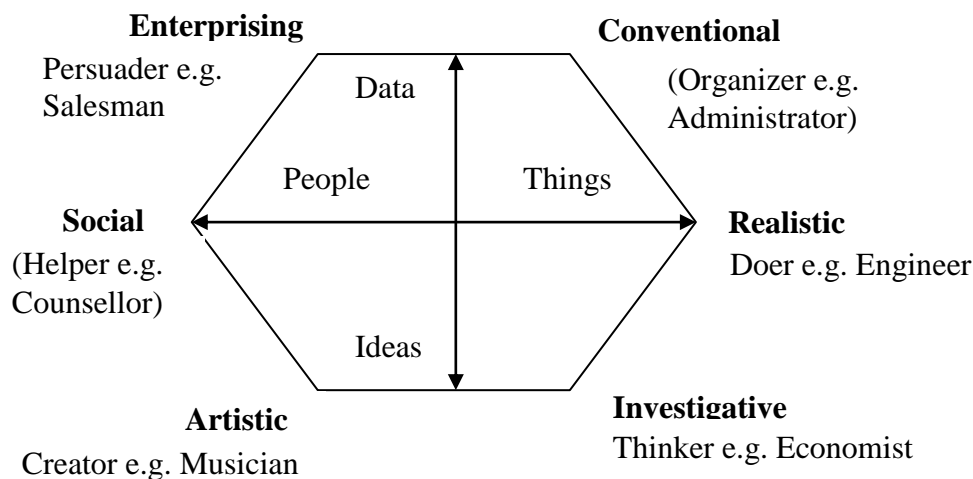 Enterprising
Persuader e.g.
Salesman
Conventional
(Organizer e.g.
Administrator)
Data
People
Things
Social
(Helper e.g.
Counsellor)
Realistic
Doer e.g. Engineer
Ideas
Artistic
Creator e.g. Musician
Investigative
Thinker e.g. Economist